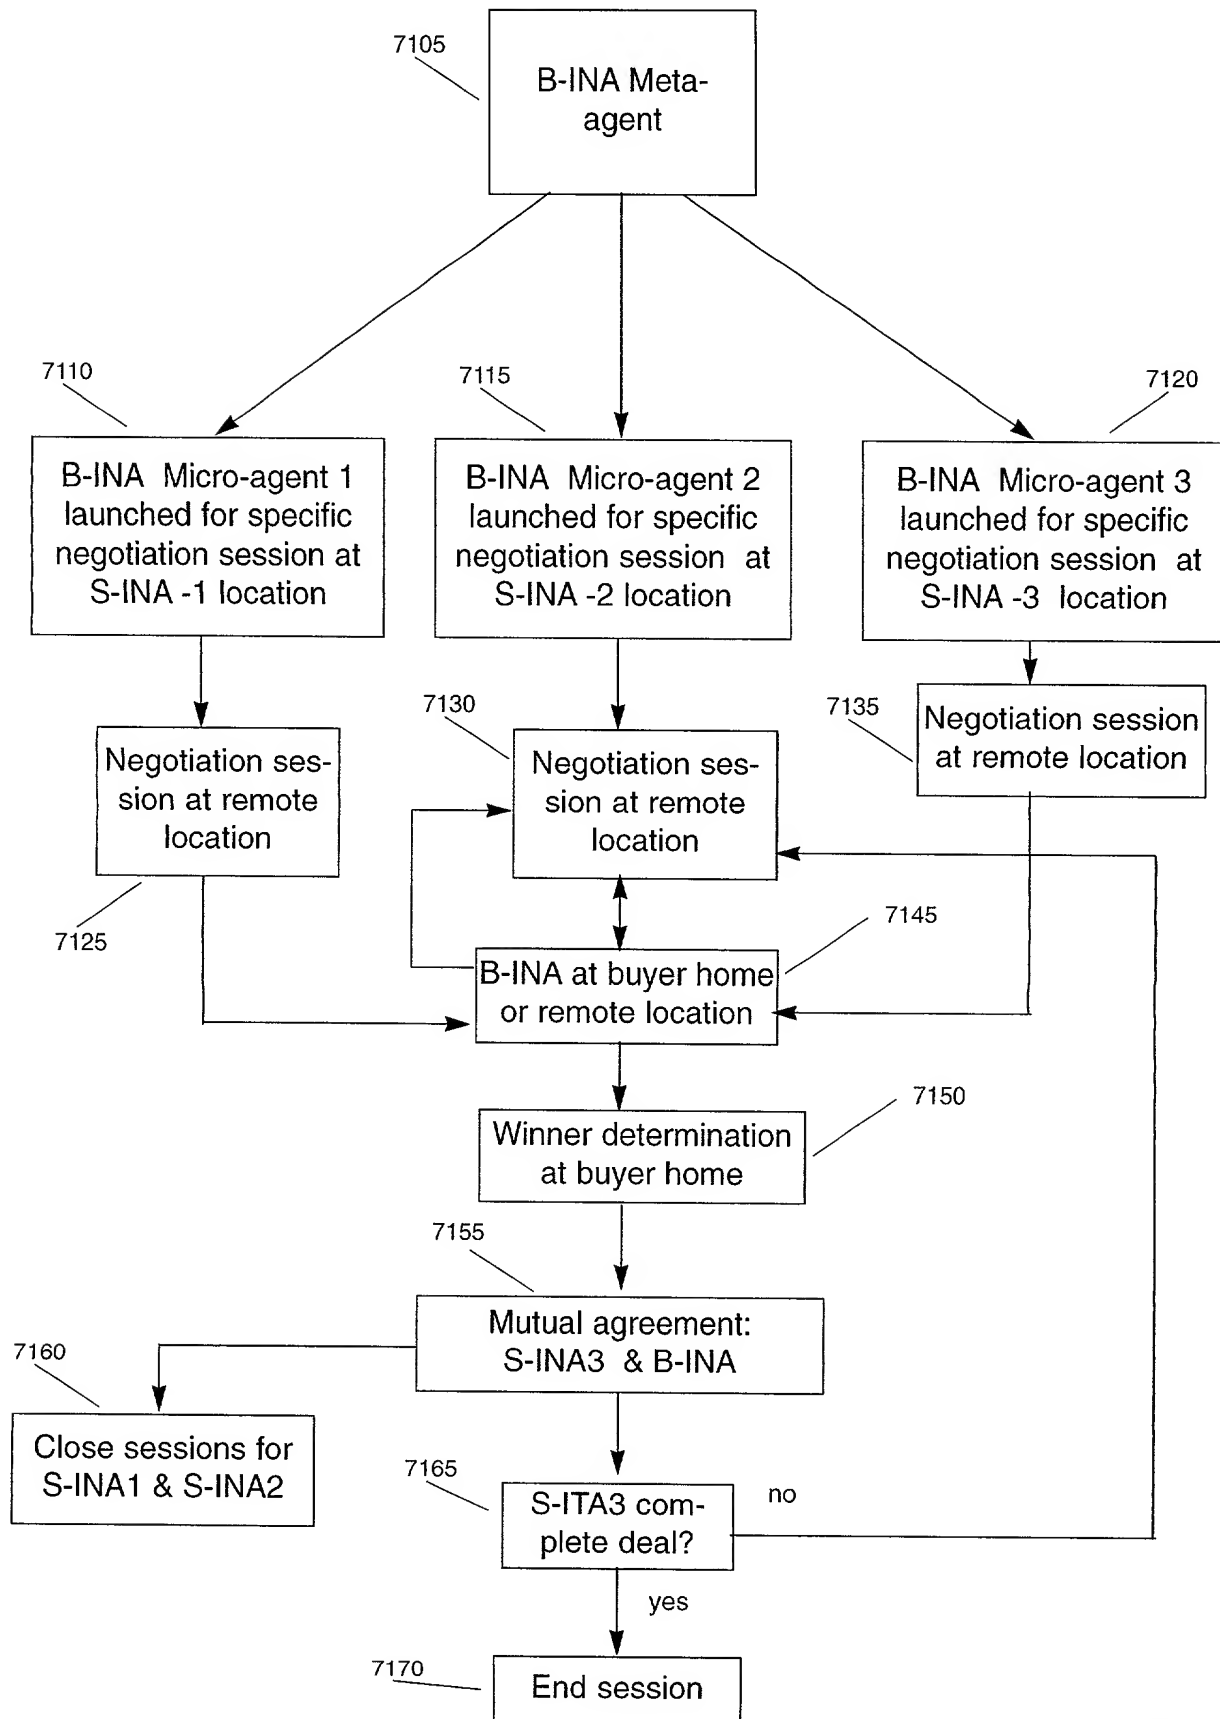 7105
B-INA Meta-
agent
7110
7115
7120
B-INA Micro-agent 1
launched for specific
negotiation session at
S-INA -1 location
B-INA Micro-agent 2
launched for specific
negotiation session at
S-INA -2 location
B-INA Micro-agent 3
launched for specific
negotiation session at
S-INA -3 location
7125
Negotiation ses-
sion at remote
location
7130
Negotiation ses-
sion at remote
location
7135
Negotiation session
at remote location
7145
B-INA at buyer home
or remote location
7150
Winner determination
at buyer home
7155
Mutual agreement:
S-INA3 & B-INA
7160
Close sessions for
S-INA1 & S-INA2
7165
S-ITA3 com-
plete deal?
no
yes
7170
End session